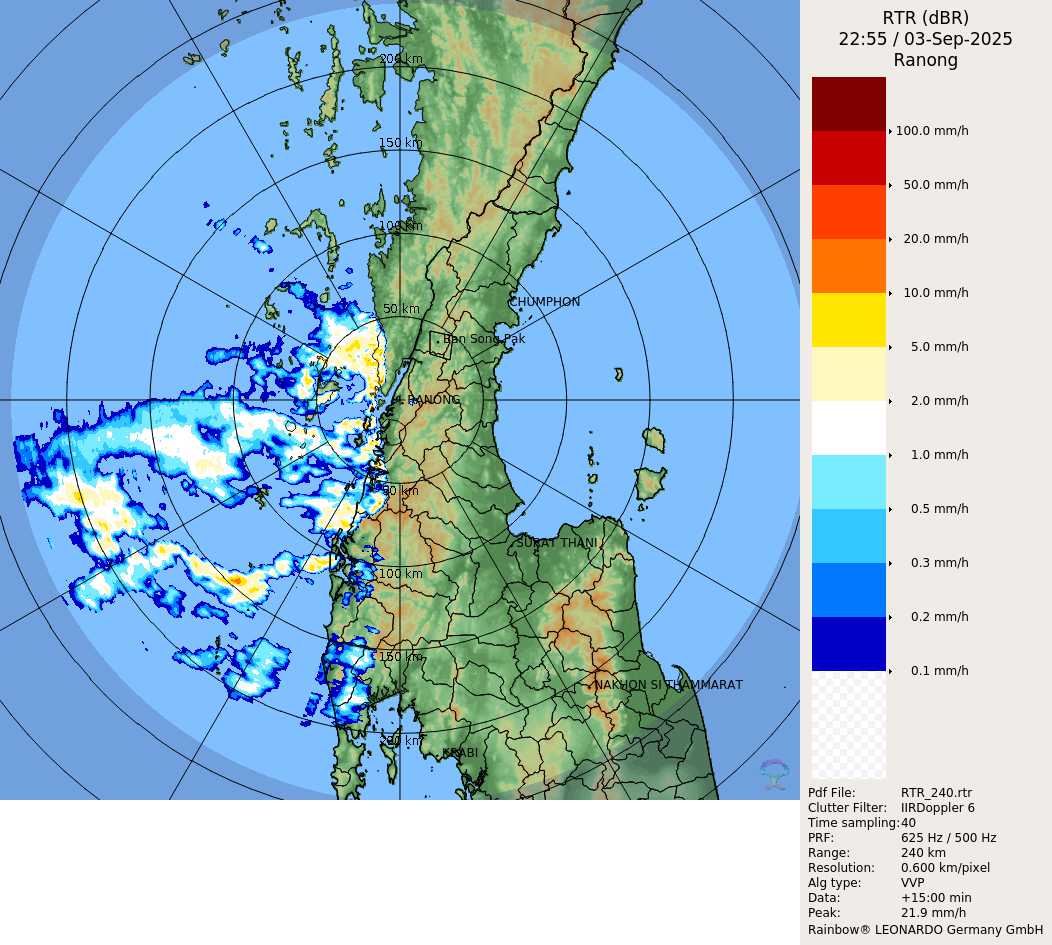 RTR (dBR)
22:55 / 03-Sep-2025
Ranong
200 km
150 km
100 km
50 km
CHUMPHON
Ban Song Pak
RANONG
50 km
SURAT THANI
100 km
150 km
NAKHON SI THAMMARAT
200 km
KRABI
100.0 mm/h
50.0 mm/h
20.0 mm/h
10.0 mm/h
5.0 mm/h
2.0 mm/h
1.0 mm/h
0.5 mm/h
0.3 mm/h
0.2 mm/h
0.1 mm/h
Pdf File: RTR_240.rtr
Clutter Filter: IIRDoppler 6
Time sampling: 40
PRF: 625 Hz / 500 Hz
Range: 240 km
Resolution: 0.600 km/pixel
Alg type: VVP
Data: +15:00 min
Peak: 21.9 mm/h
Rainbow® LEONARDO Germany GmbH